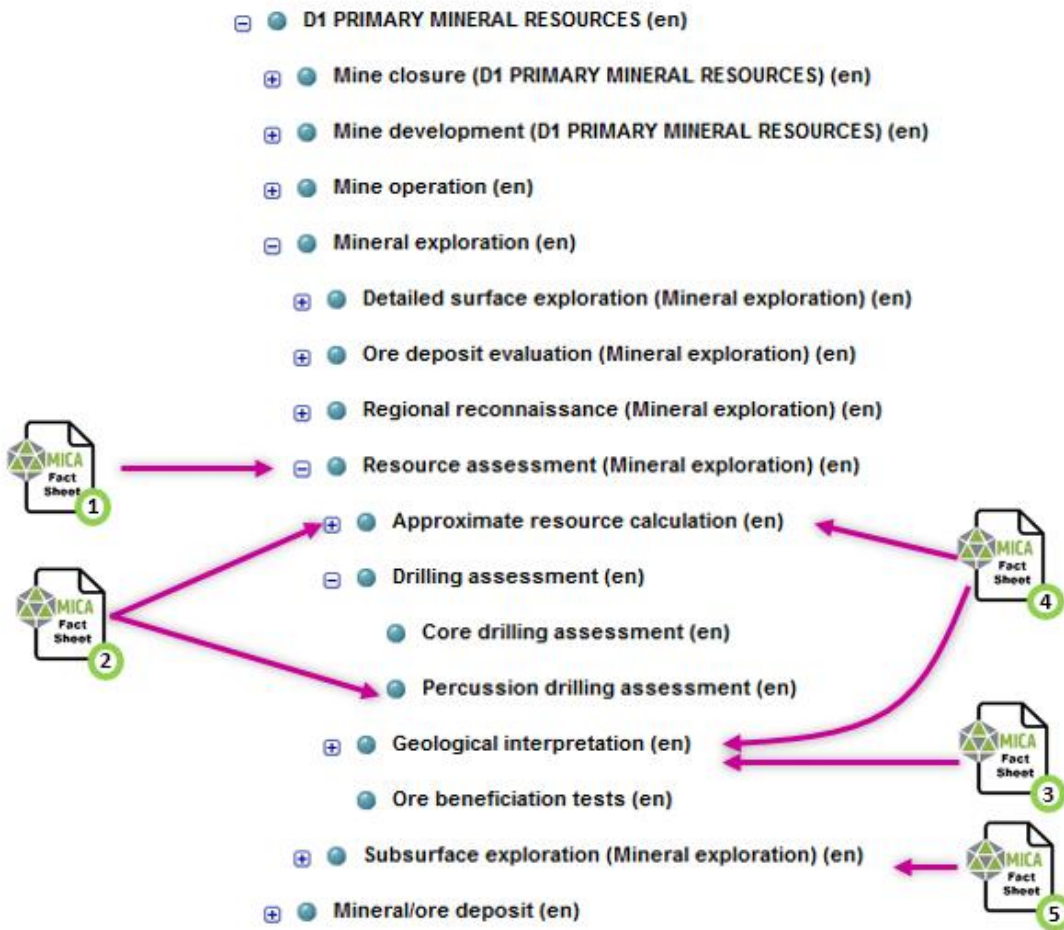 D1 PRIMARY MINERAL RESOURCES (en)
Mine closure (D1 PRIMARY MINERAL RESOURCES) (en)
Mine development (D1 PRIMARY MINERAL RESOURCES) (en)
Mine operation (en)
Mineral exploration (en)
Detailed surface exploration (Mineral exploration) (en)
Ore deposit evaluation (Mineral exploration) (en)
Regional reconnaissance (Mineral exploration) (en)
MICA
Fact
Sheet
1
Resource assessment (Mineral exploration) (en)
Approximate resource calculation (en)
MICA
Fact
Sheet
4
Drilling assessment (en)
MICA
Fact
Sheet
2
Core drilling assessment (en)
Percussion drilling assessment (en)
Geological interpretation (en)
MICA
Fact
Sheet
3
Ore beneficiation tests (en)
Subsurface exploration (Mineral exploration) (en)
MICA
Fact
Sheet
5
Mineral/ore deposit (en)